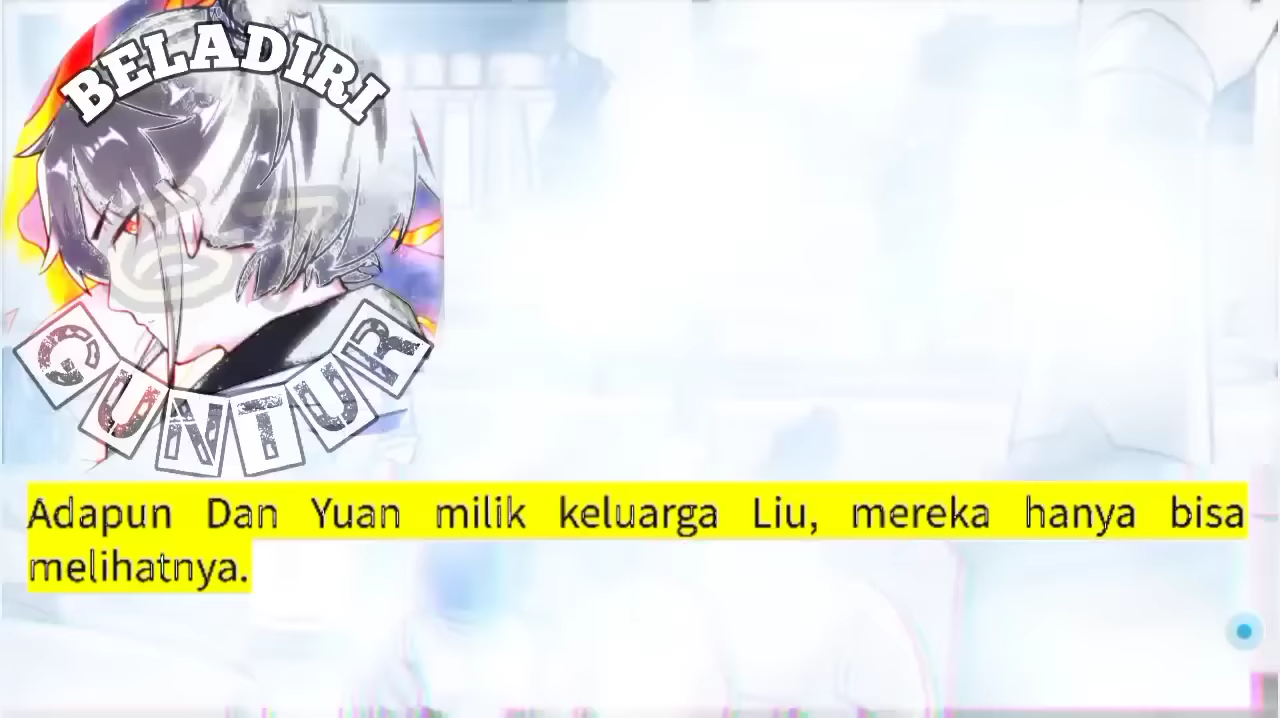 BELADIRI
GUNTUR
Adapun Dan Yuan milik keluarga Liu, mereka hanya bisa
melihatnya.